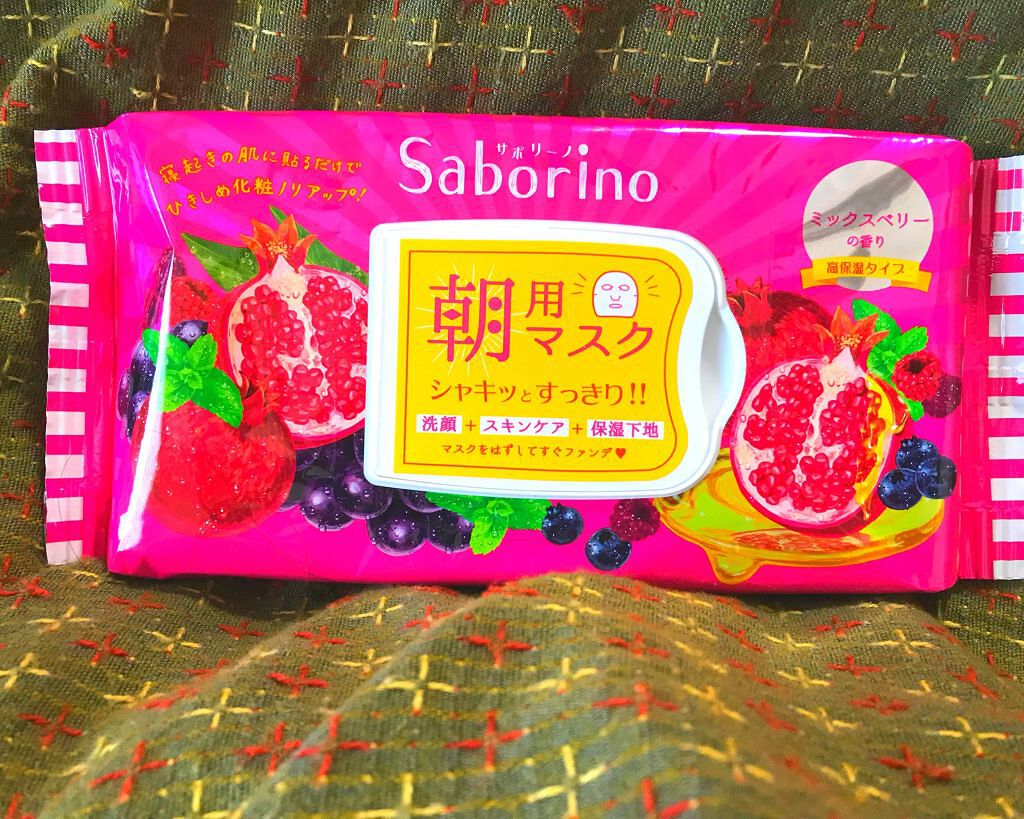 サボリーノ
Saborino
寝起きの肌に貼るだけで
ひきしめ化粧ノリアップ!
ミックスベリー
の香り
高保湿タイプ
朝用マスク
シャキッとすっきり!!
洗顔+スキンケア+保湿下地
マスクをはずしてすぐファンデ♥